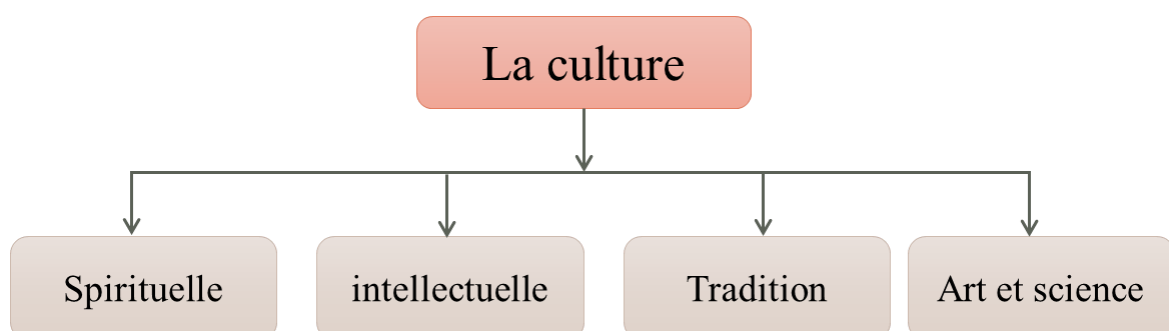 La culture
Spirituelle
intellectuelle
Tradition
Art et science